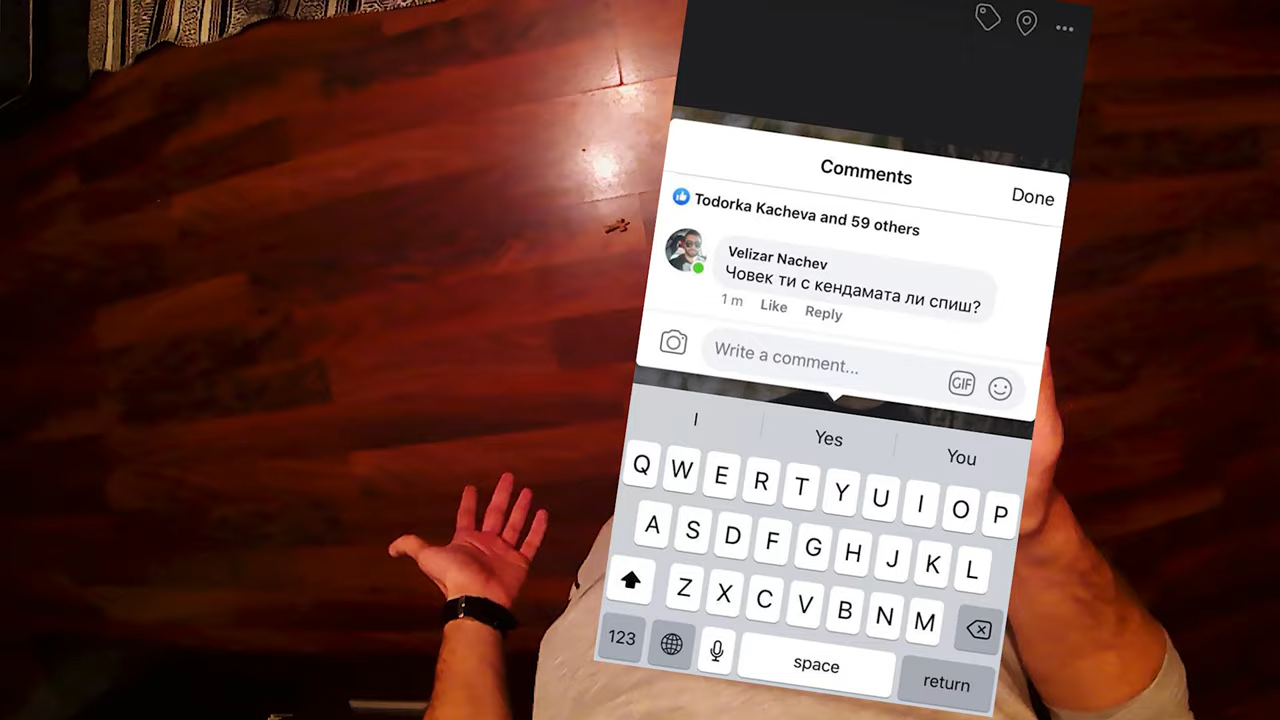 Comments
Done
Todorka Kacheva and 59 others
Velizar Nachev
Човек ти с кендамата ли спиш?
1 m Like Reply
Write a comment...
GIF
I Yes You
Q W E R T Y U I O P
A S D F G H J K L
Z X C V B N M
123 space return